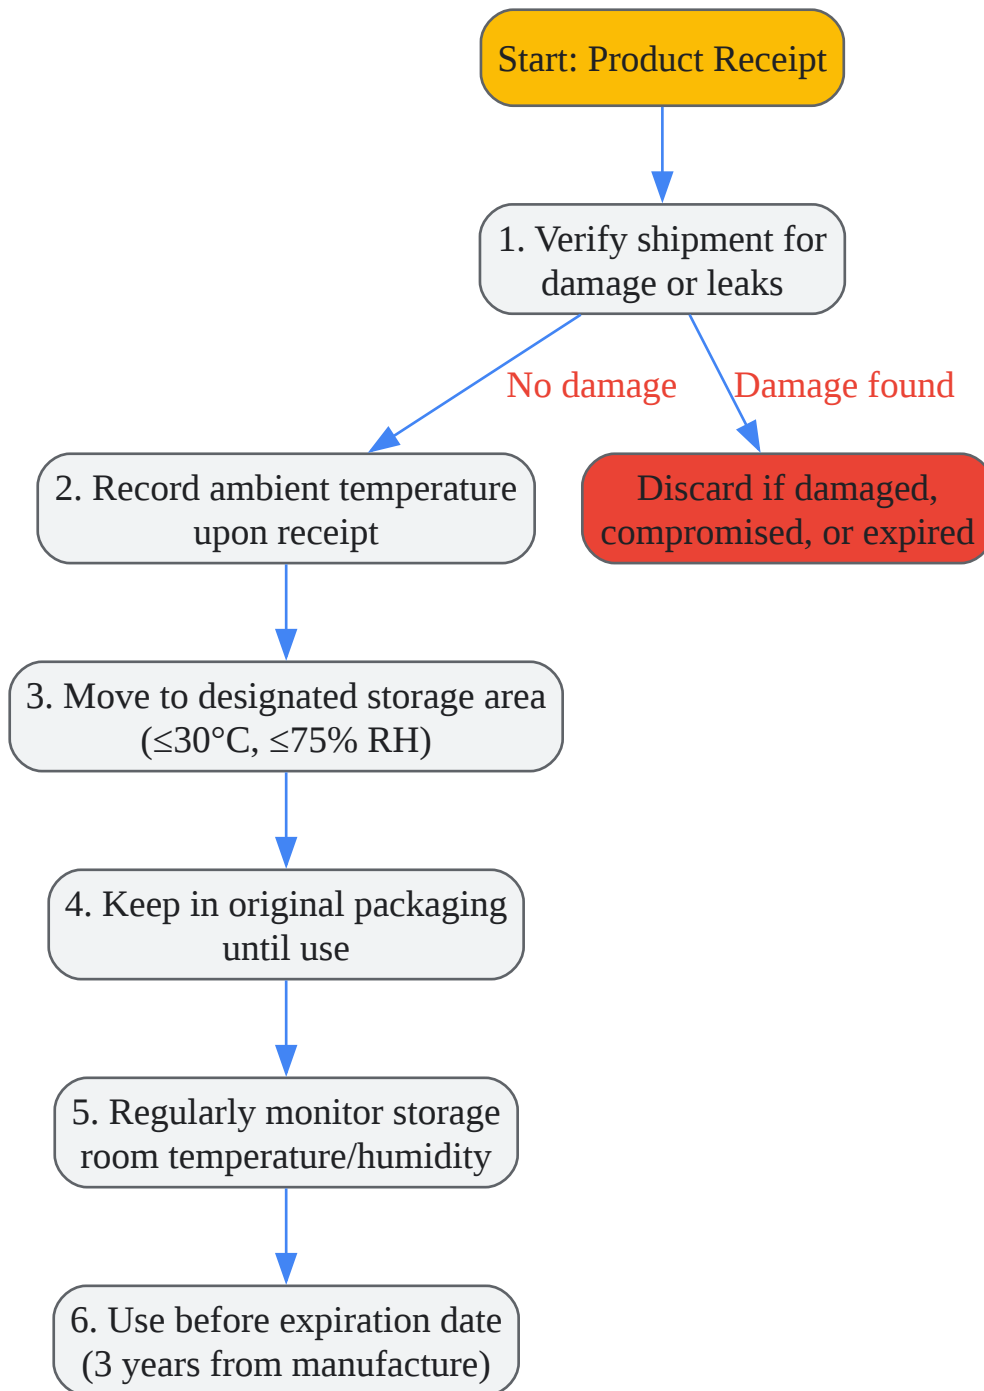 Start: Product Receipt
1. Verify shipment for
damage or leaks
No damage
Damage found
2. Record ambient temperature
upon receipt
Discard if damaged,
compromised, or expired
3. Move to designated storage area
(≤30°C, ≤75% RH)
4. Keep in original packaging
until use
5. Regularly monitor storage
room temperature/humidity
6. Use before expiration date
(3 years from manufacture)